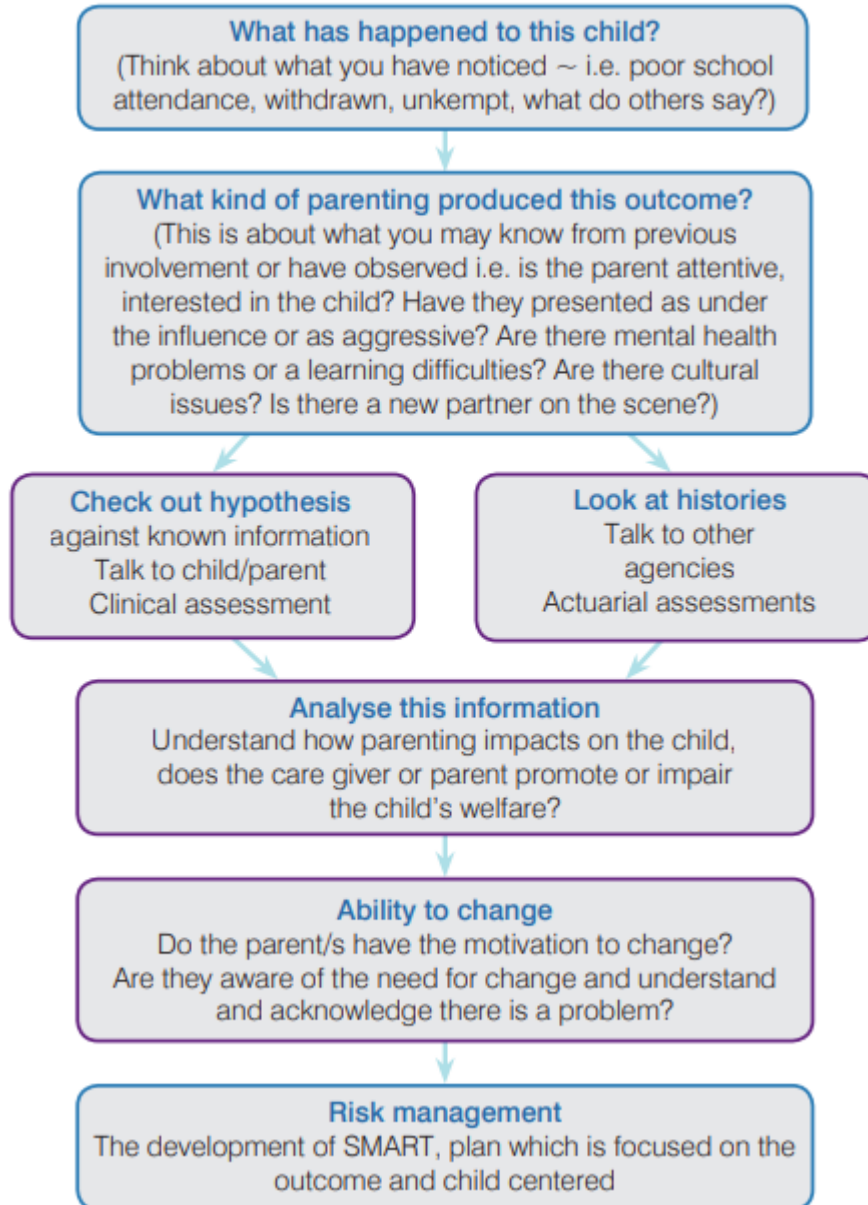 What has happened to this child?
(Think about what you have noticed ~ i.e. poor school
attendance, withdrawn, unkempt, what do others say?)
What kind of parenting produced this outcome?
(This is about what you may know from previous
involvement or have observed i.e. is the parent attentive,
interested in the child? Have they presented as under
the influence or as aggressive? Are there mental health
problems or a learning difficulties? Are there cultural
issues? Is there a new partner on the scene?)
Check out hypothesis
against known information
Talk to child/parent
Clinical assessment
Look at histories
Talk to other
agencies
Actuarial assessments
Analyse this information
Understand how parenting impacts on the child,
does the care giver or parent promote or impair
the child's welfare?
Ability to change
Do the parent/s have the motivation to change?
Are they aware of the need for change and understand
and acknowledge there is a problem?
Risk management
The development of SMART, plan which is focused on the
outcome and child centered